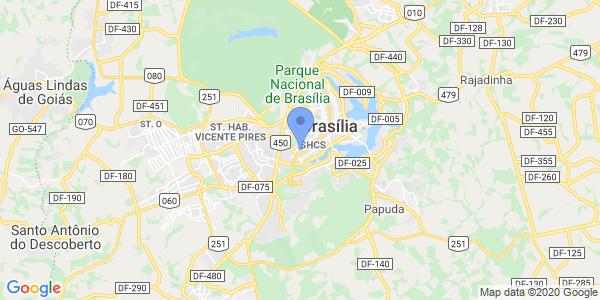 DF-415
DF-220
010
DF-230
DF-128
DF-430
DF-330
DF-130
479
DF-440
080
Parque
Nacional
de Brasília
Rajadinha
Águas Lindas
de Goiás
251
DF-009
479
DF-451
DF-120
GO-547
070
ST. O
ST. HAB.
VICENTE PIRES
rasília
DF-005
DF-455
450
SHCS
DF-180
DF-025
DF-355
DF-075
DF-260
DF-190
060
Papuda
Santo Antônio
do Descoberto
251
251
DF-125
DF-140
DF-480
DF-130
DF-285
Google
Map data ©2020 Google